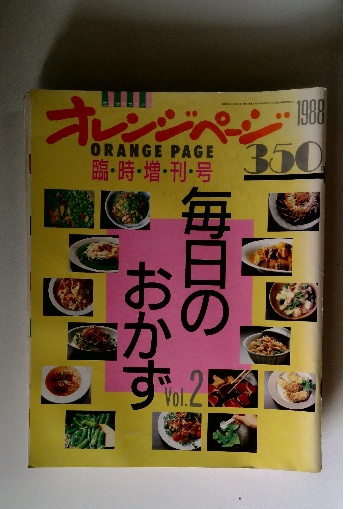 オレンジページ
1988
ORANGE PAGE
350
臨・時・増・刊・号
毎日の
おかず
Vol.2